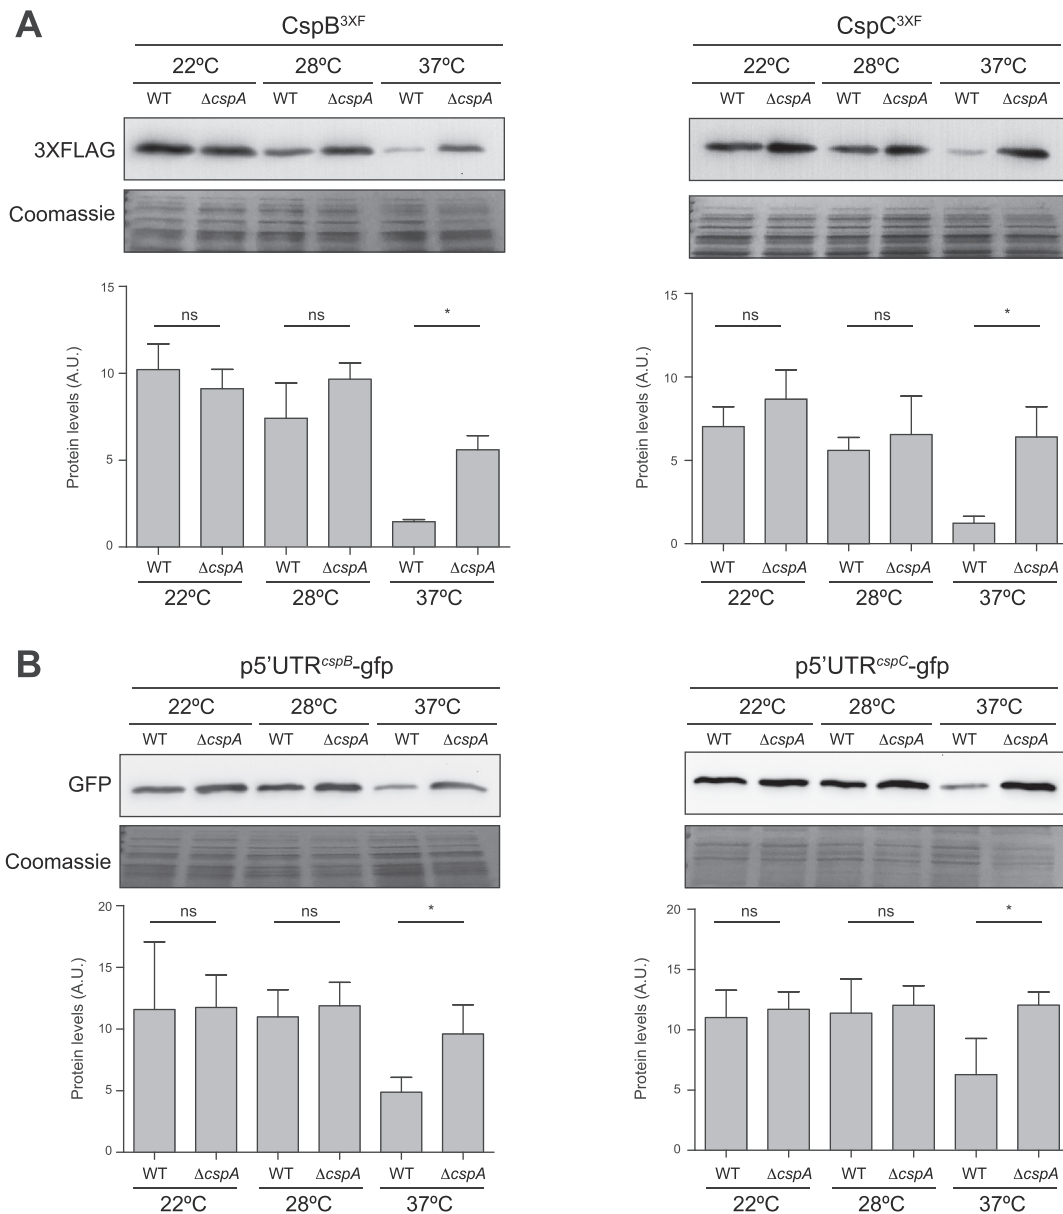 A
CspB3XF
CspC3XF
22ºC 28ºC 37ºC
22ºC 28ºC 37ºC
WT ΔcspA WT ΔcspA WT ΔcspA
WT ΔcspA WT ΔcspA WT ΔcspA
3XFLAG
Coomassie
Protein levels (A.U.)
15
10
5
0
ns ns *
WT ΔcspA WT ΔcspA WT ΔcspA
22ºC 28ºC 37ºC
Protein levels (A.U.)
15
10
5
0
ns ns *
WT ΔcspA WT ΔcspA WT ΔcspA
22ºC 28ºC 37ºC
B
p5'UTRcspB-gfp
p5'UTRcspC-gfp
22ºC 28ºC 37ºC
22ºC 28ºC 37ºC
WT ΔcspA WT ΔcspA WT ΔcspA
WT ΔcspA WT ΔcspA WT ΔcspA
GFP
Coomassie
Protein levels (A.U.)
20
15
10
5
0
ns ns *
WT ΔcspA WT ΔcspA WT ΔcspA
22ºC 28ºC 37ºC
Protein levels (A.U.)
20
15
10
5
0
ns ns *
WT ΔcspA WT ΔcspA WT ΔcspA
22ºC 28ºC 37ºC